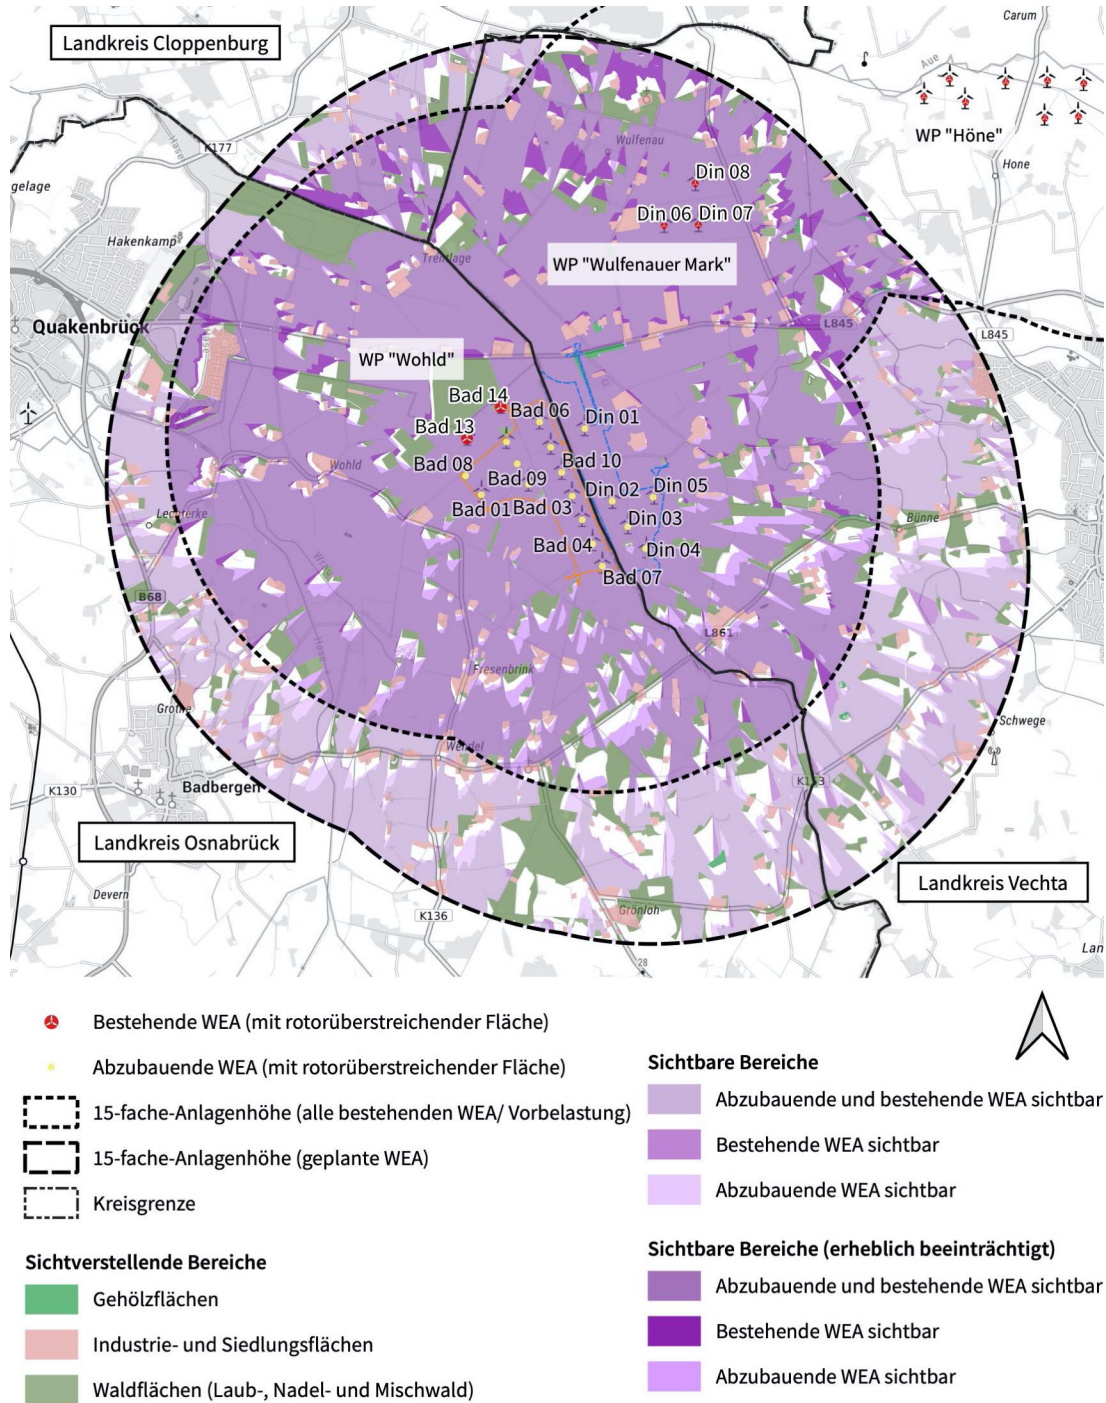 Carum
Landkreis Cloppenburg
Aue
K177
Hase
WP "Höne"
Wulfenau
Hone
gelage
Din 08
Din 06 Din 07
Hakenkamp
Trentlage
WP "Wulfenauer Mark"
Quakenbrück
L845
L845
WP "Wohld"
Bad 14
Bad 06
Din 01
Bad 13
Bad 08
Bad 10
Wohld
Bad 09
Din 02
Din 05
Bad 01
Bad 03
Lechterke
Din 03
Bünne
Bad 04
Din 04
Bad 07
B68
L861
Hase
Fresenbrink
Grothe
Schwege
Wendel
K130
Badbergen
Landkreis Osnabrück
Landkreis Vechta
Devern
K136
Grönloh
Lan
28
Bestehende WEA (mit rotorüberstreichender Fläche)
Abzubauende WEA (mit rotorüberstreichender Fläche)
15-fache-Anlagenhöhe (alle bestehenden WEA/ Vorbelastung)
15-fache-Anlagenhöhe (geplante WEA)
Kreisgrenze
Sichtverstellende Bereiche
Gehölzflächen
Industrie- und Siedlungsflächen
Waldflächen (Laub-, Nadel- und Mischwald)
Sichtbare Bereiche
Abzubauende und bestehende WEA sichtbar
Bestehende WEA sichtbar
Abzubauende WEA sichtbar
Sichtbare Bereiche (erheblich beeinträchtigt)
Abzubauende und bestehende WEA sichtbar
Bestehende WEA sichtbar
Abzubauende WEA sichtbar